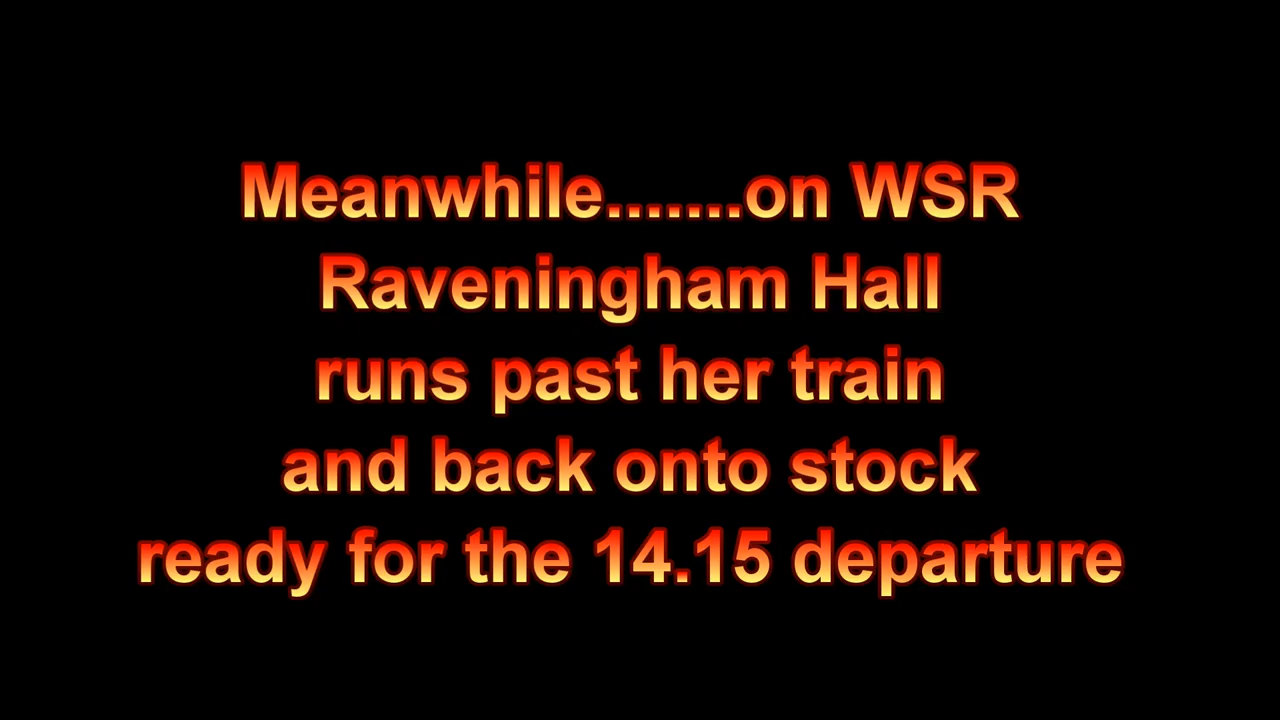 Meanwhile.......on WSR
Raveningham Hall
runs past her train
and back onto stock
ready for the 14.15 departure